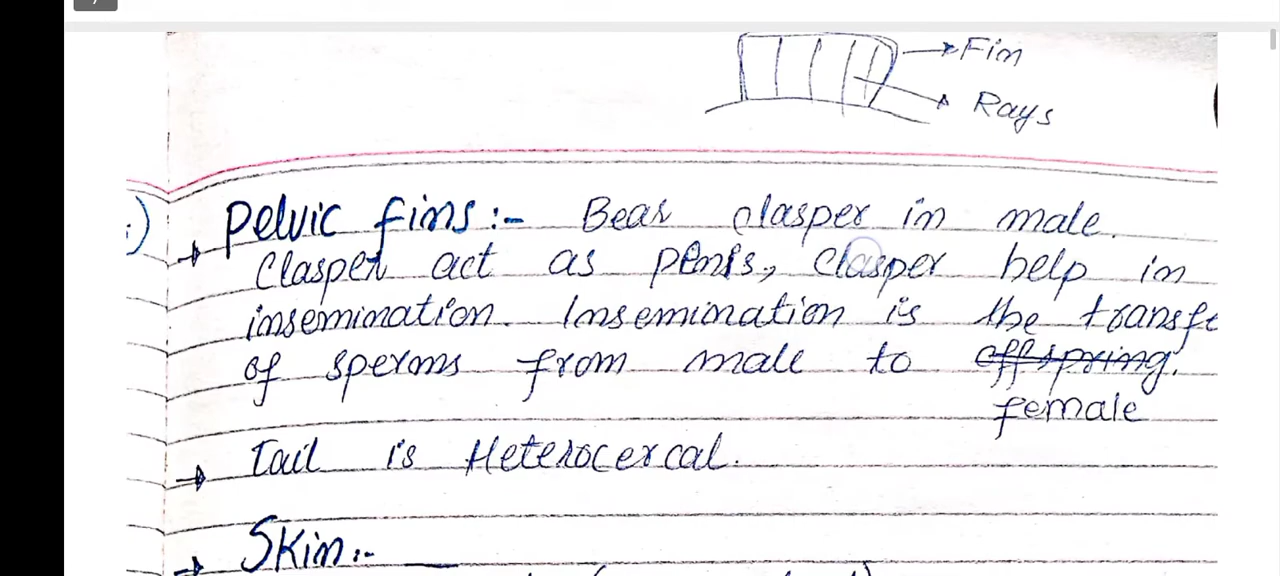 Fin
Rays
→ Pelvic fins:- Bear clasper in male.
Clasper act as penis, Clasper help in
insemination. Insemination is the transfe
of sperms from male to offspring.
female
→ Tail is Heterocercal.
→ Skin:-